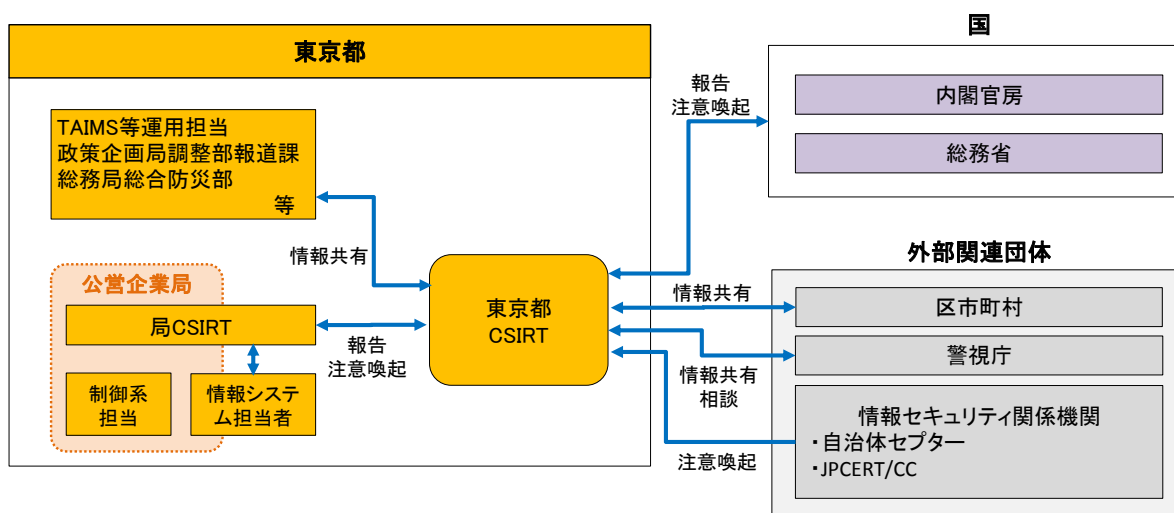 東京都
TAIMS等運用担当
政策企画局調整部報道課
総務局総合防災部
等
情報共有
公営企業局
局CSIRT
制御系
担当
情報システ
ム担当者
報告
注意喚起
東京都
CSIRT
国
報告
注意喚起
内閣官房
総務省
外部関連団体
情報共有
区市町村
警視庁
情報共有
相談
情報セキュリティ関係機関
・自治体セプター
・JPCERT/CC
注意喚起